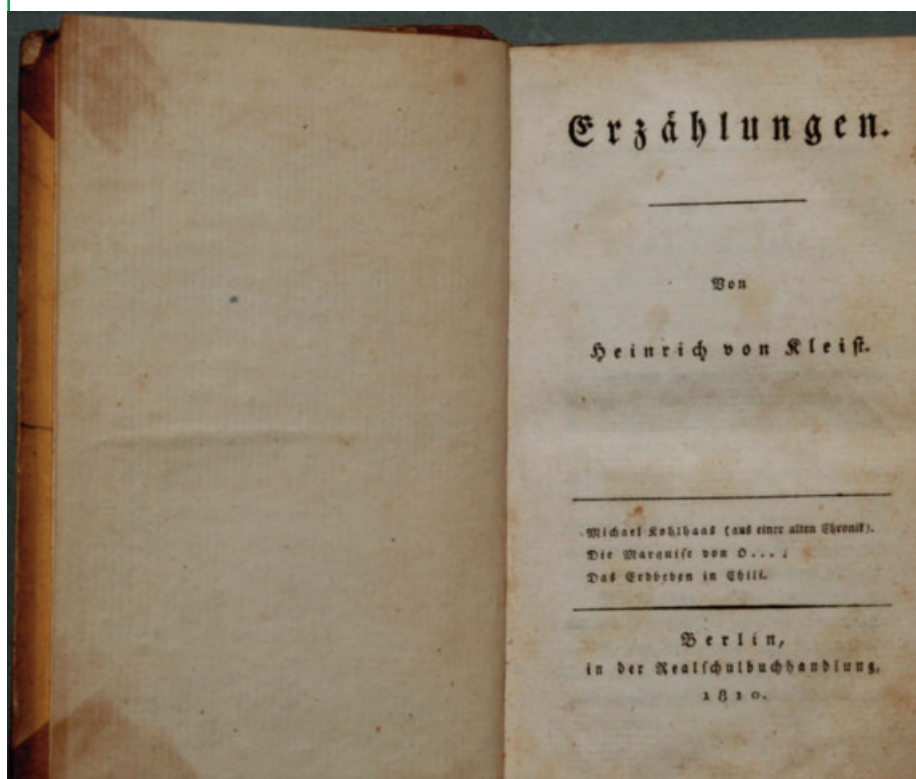 Erzählungen.
Von
Heinrich von Kleiſt.
Michael Kohlhaas (aus einer alten Chronik).
Die Marquiſe von O... ;
Das Erdbeben in Chili.
Berlin,
in der Realſchulbuchhandlung,
1810.